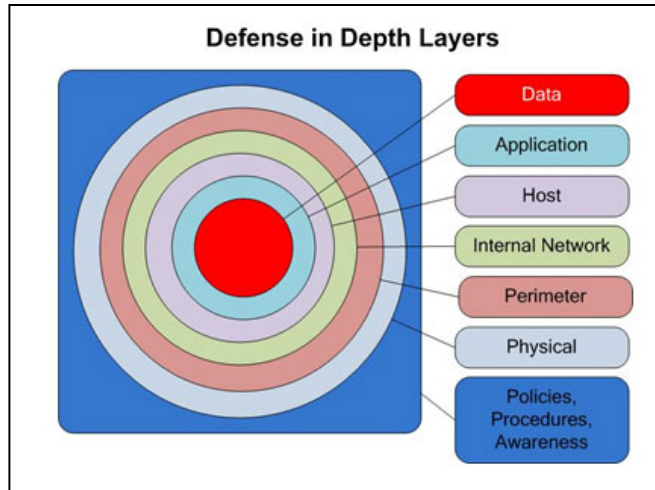 Defense in Depth Layers
Data
Application
Host
Internal Network
Perimeter
Physical
Policies,
Procedures,
Awareness